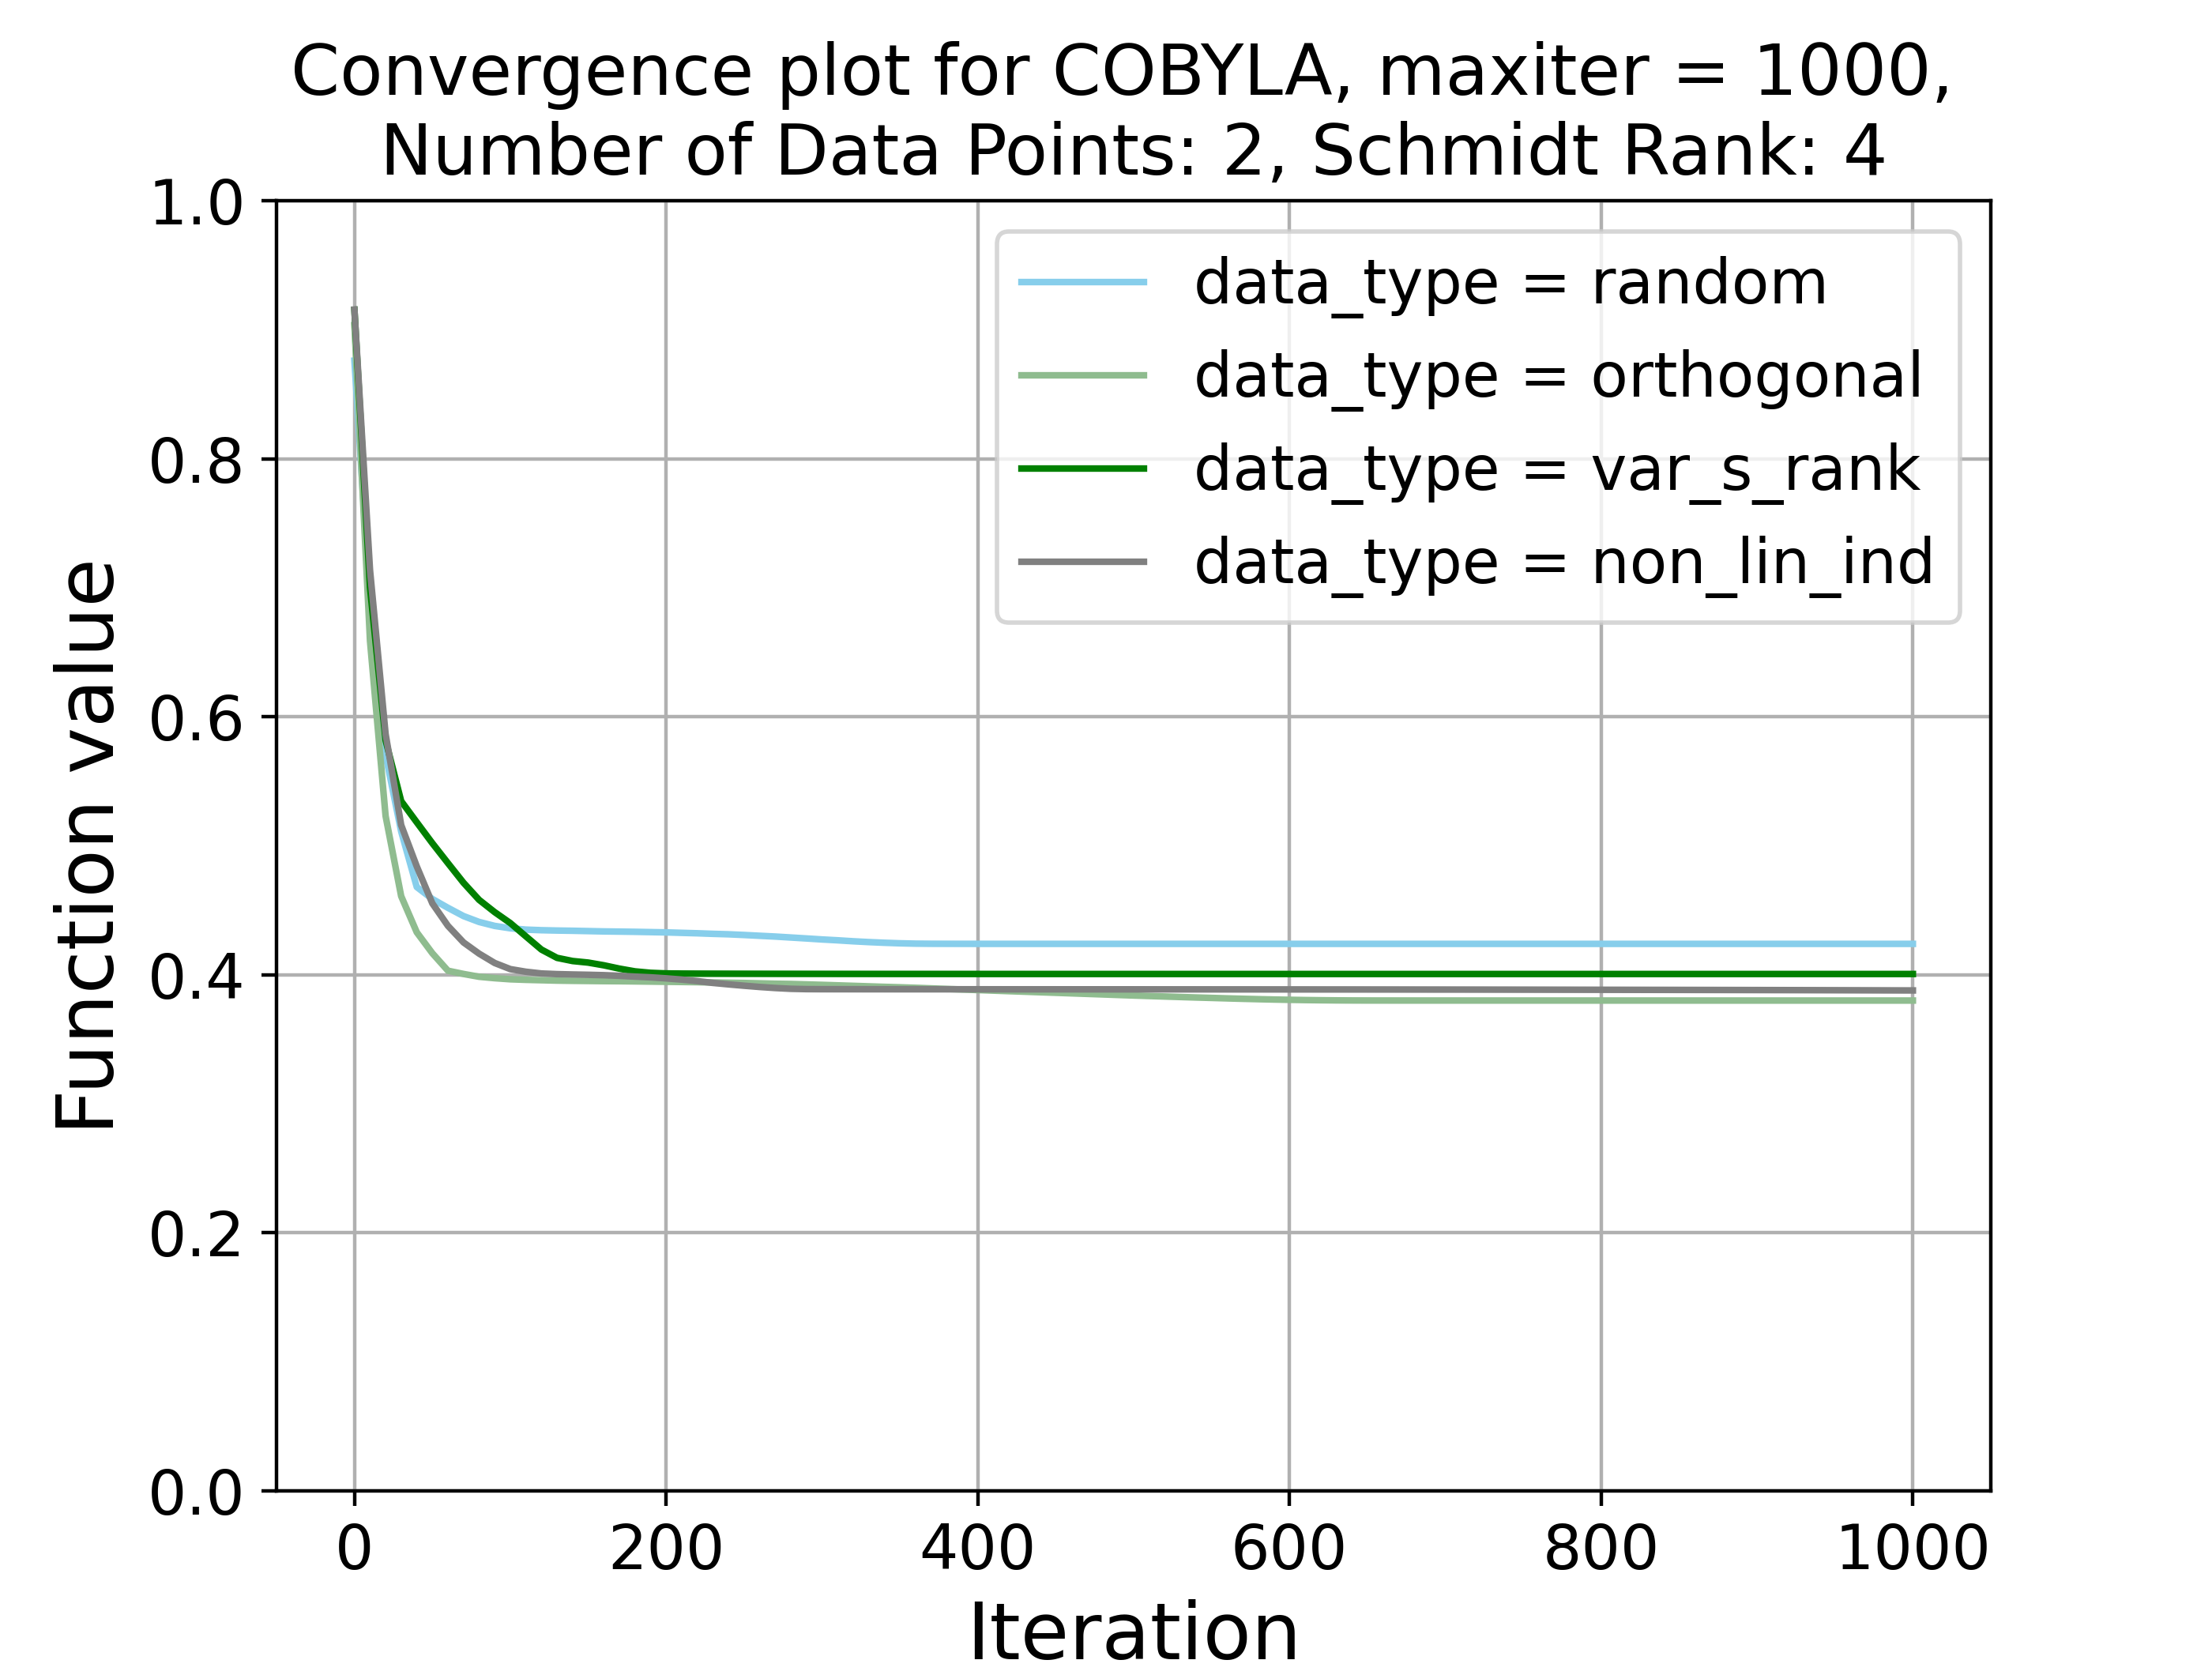 Convergence plot for COBYLA, maxiter = 1000,
Number of Data Points: 2, Schmidt Rank: 4
1.0
0.8
0.6
0.4
0.2
0.0
Function value
data_type = random
data_type = orthogonal
data_type = var_s_rank
data_type = non_lin_ind
0 200 400 600 800 1000
Iteration